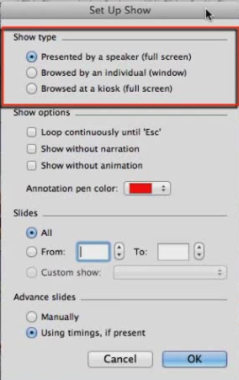 Set Up Show
Show type
Presented by a speaker (full screen)
Browsed by an individual (window)
Browsed at a kiosk (full screen)
Show options
Loop continuously until 'Esc'
Show without narration
Show without animation
Annotation pen color:
Slides
All
From: To:
Custom show:
Advance slides
Manually
Using timings, if present
Cancel OK